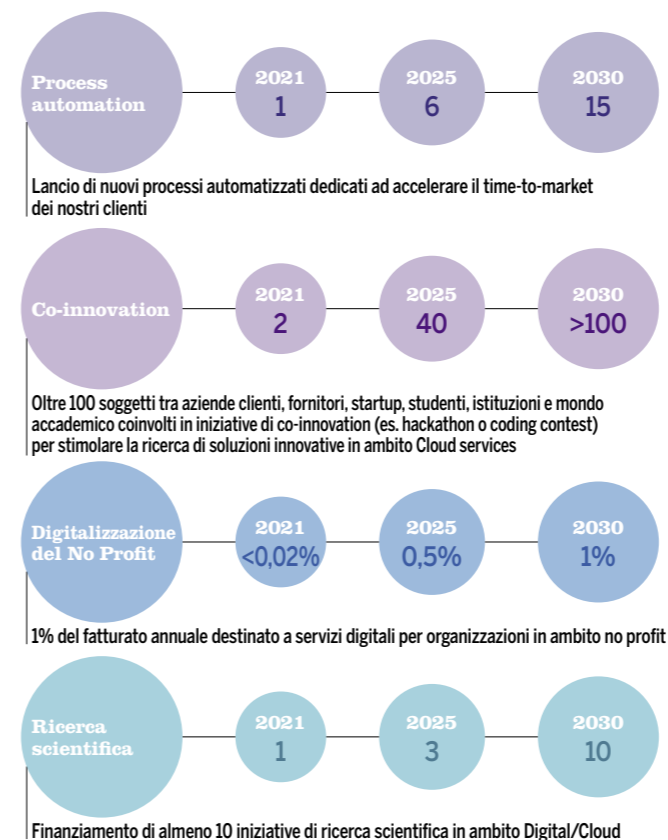 Process
automation
2021
1
2025
6
2030
15
Lancio di nuovi processi automatizzati dedicati ad accelerare il time-to-market
dei nostri clienti
Co-innovation
2021
2
2025
40
2030
>100
Oltre 100 soggetti tra aziende clienti, fornitori, startup, studenti, istituzioni e mondo
accademico coinvolti in iniziative di co-innovation (es. hackathon o coding contest)
per stimolare la ricerca di soluzioni innovative in ambito Cloud services
Digitalizzazione
del No Profit
2021
<0,02%
2025
0,5%
2030
1%
1% del fatturato annuale destinato a servizi digitali per organizzazioni in ambito no profit
Ricerca
scientifica
2021
1
2025
3
2030
10
Finanziamento di almeno 10 iniziative di ricerca scientifica in ambito Digital/Cloud